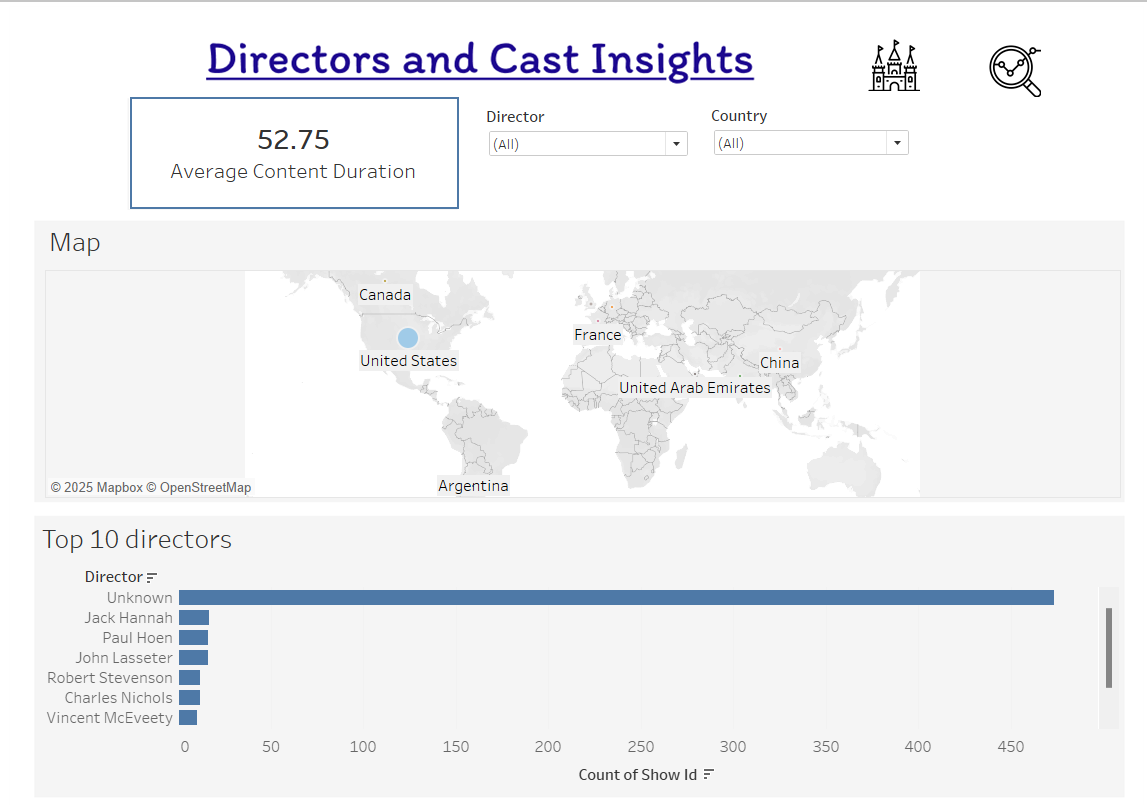 Directors and Cast Insights
52.75
Average Content Duration
Director
(All)
Country
(All)
Map
Canada
United States
France
China
United Arab Emirates
Argentina
© 2025 Mapbox © OpenStreetMap
Top 10 directors
Director
Unknown
Jack Hannah
Paul Hoen
John Lasseter
Robert Stevenson
Charles Nichols
Vincent McEveety
0 50 100 150 200 250 300 350 400 450
Count of Show Id